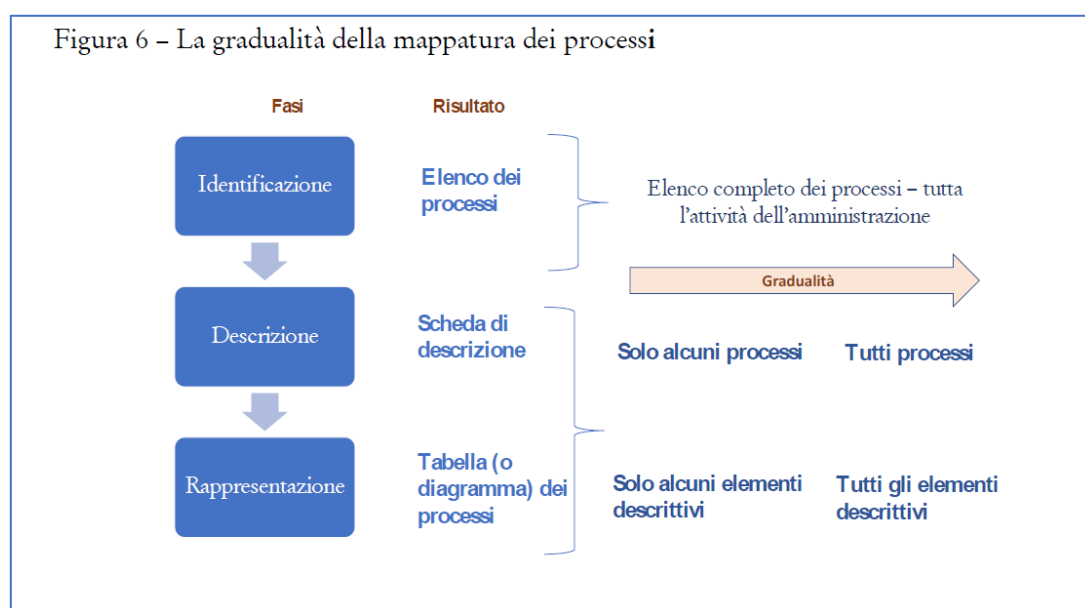 Figura 6 – La gradualità della mappatura dei processi
Fasi
Risultato
Identificazione
Elenco dei
processi
Elenco completo dei processi – tutta
l'attività dell'amministrazione
Gradualità
Descrizione
Scheda di
descrizione
Solo alcuni processi
Tutti processi
Rappresentazione
Tabella (o
diagramma) dei
processi
Solo alcuni elementi
descrittivi
Tutti gli elementi
descrittivi